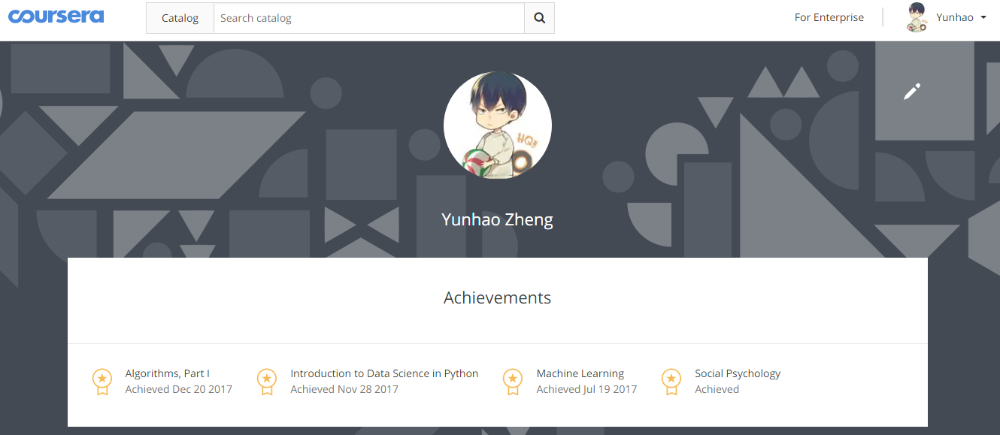 coursera
Catalog
Search catalog
For Enterprise
Yunhao
HQ!!
Yunhao Zheng
Achievements
Algorithms, Part I
Achieved Dec 20 2017
Introduction to Data Science in Python
Achieved Nov 28 2017
Machine Learning
Achieved Jul 19 2017
Social Psychology
Achieved